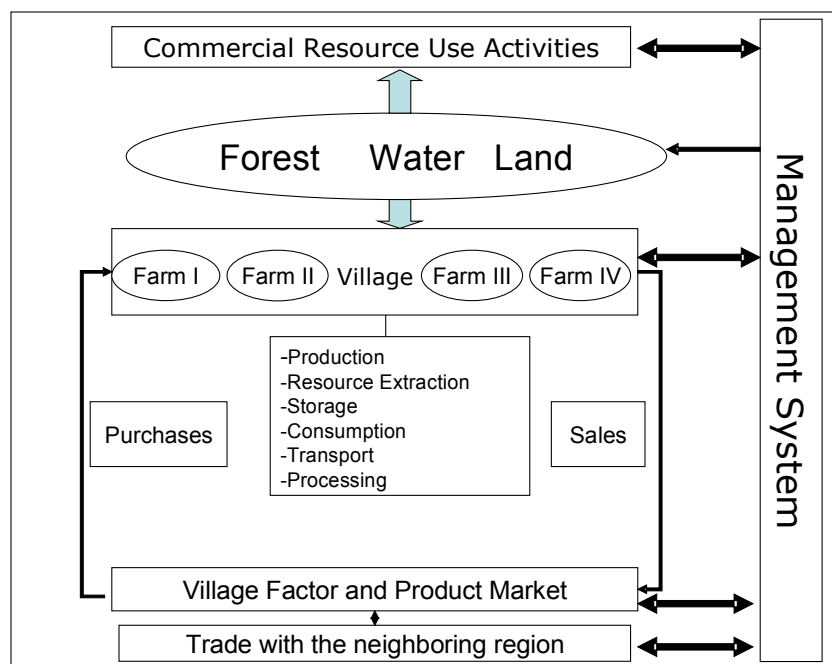 Commercial Resource Use Activities
Forest Water Land
Farm I Farm II Village Farm III Farm IV
-Production
-Resource Extraction
-Storage
-Consumption
-Transport
-Processing
Purchases
Sales
Village Factor and Product Market
Trade with the neighboring region
Management System